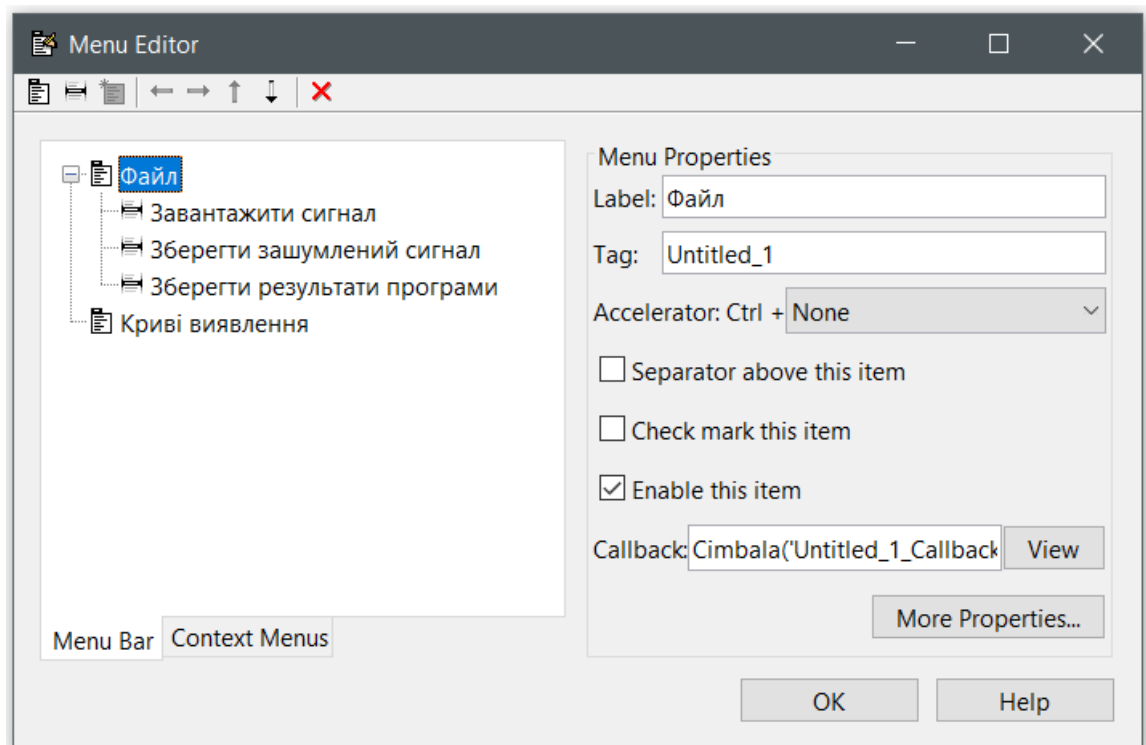 Menu Editor
Файл
Завантажити сигнал
Зберегти зашумлений сигнал
Зберегти результати програми
Криві виявлення
Menu Bar
Context Menus
Menu Properties
Label: Файл
Tag: Untitled_1
Accelerator: Ctrl + None
Separator above this item
Check mark this item
Enable this item
Callback: Cimbala('Untitled_1_Callback View
More Properties...
OK Help